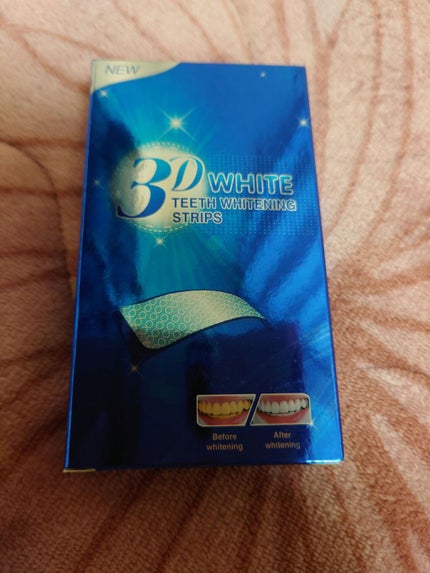 NEW
3D WHITE
TEETH WHITENING
STRIPS
Before
whitening
After
whitening